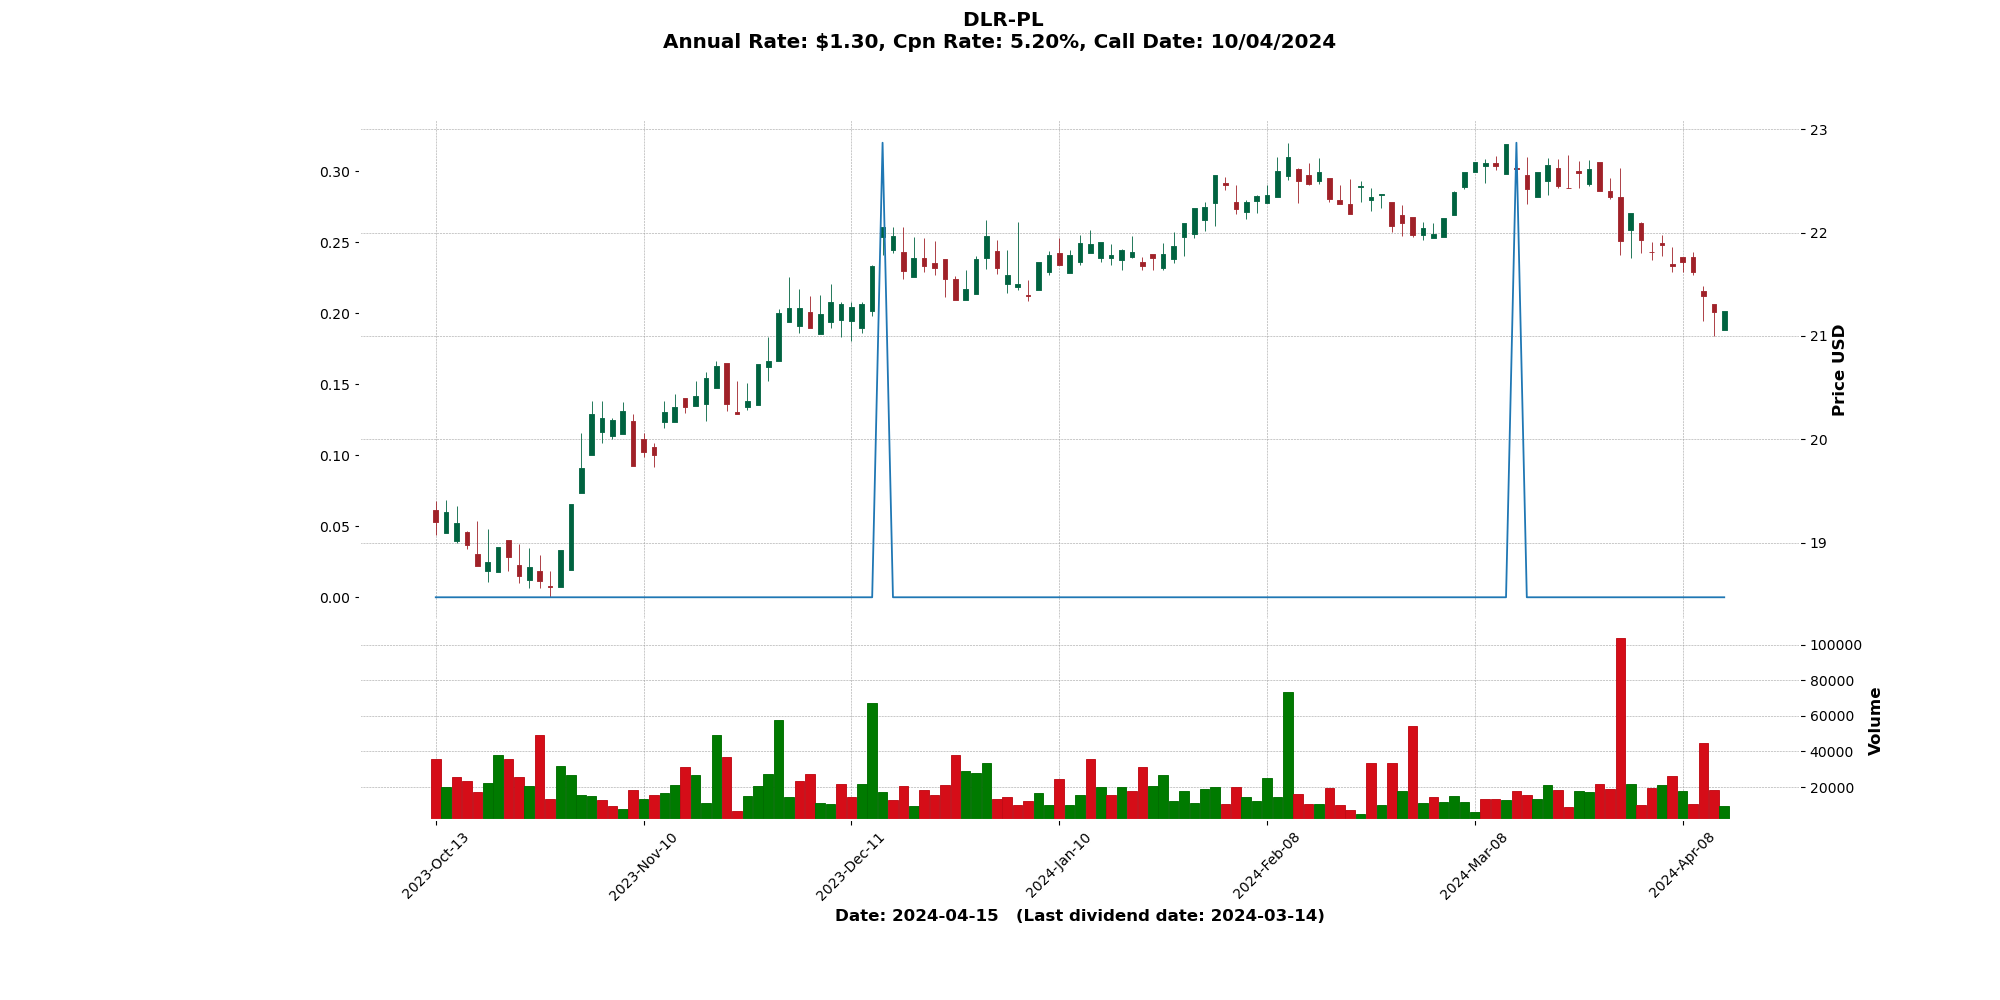 DLR-PL
Annual Rate: $1.30, Cpn Rate: 5.20%, Call Date: 10/04/2024
0.30
0.25
0.20
0.15
0.10
0.05
0.00
23
22
21
20
19
Price USD
100000
80000
60000
40000
20000
Volume
2023-Oct-13
2023-Nov-10
2023-Dec-11
2024-Jan-10
2024-Feb-08
2024-Mar-08
2024-Apr-08
Date: 2024-04-15 (Last dividend date: 2024-03-14)